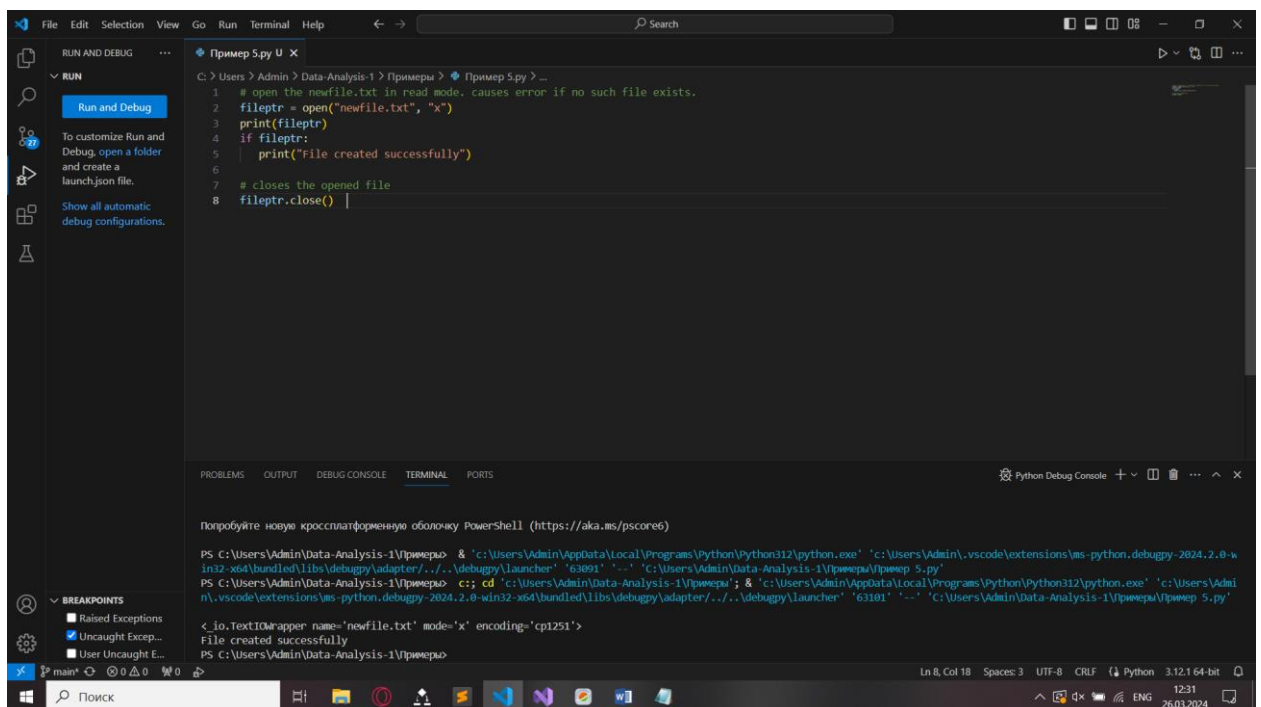 File Edit Selection View Go Run Terminal Help
Search
RUN AND DEBUG
RUN
Run and Debug
To customize Run and
Debug, open a folder
and create a
launch.json file.
Show all automatic
debug configurations.
27
Пример 5.py U
C: > Users > Admin > Data-Analysis-1 > Примеры > Пример 5.py > ...
1 # open the newfile.txt in read mode. causes error if no such file exists.
2 fileptr = open("newfile.txt", "x")
3 print(fileptr)
4 if fileptr:
5 print("File created successfully")
6
7 # closes the opened file
8 fileptr.close()
PROBLEMS OUTPUT DEBUG CONSOLE TERMINAL PORTS
Python Debug Console
Попробуйте новую кроссплатформенную оболочку PowerShell (https://aka.ms/pscore6)
PS C:\Users\Admin\Data-Analysis-1\Примеры> & 'c:\Users\Admin\AppData\Local\Programs\Python\Python312\python.exe' 'c:\Users\Admin\.vscode\extensions\ms-python.debugpy-2024.2.0-w
in32-x64\bundled\libs\debugpy\adapter/../..\debugpy\launcher' '63091' '--' 'C:\Users\Admin\Data-Analysis-1\Примеры\Пример 5.py'
PS C:\Users\Admin\Data-Analysis-1\Примеры> c:; cd 'c:\Users\Admin\Data-Analysis-1\Примеры'; & 'c:\Users\Admin\AppData\Local\Programs\Python\Python312\python.exe' 'c:\Users\Admi
n\.vscode\extensions\ms-python.debugpy-2024.2.0-win32-x64\bundled\libs\debugpy\adapter/../..\debugpy\launcher' '63101' '--' 'C:\Users\Admin\Data-Analysis-1\Примеры\Пример 5.py'
<_io.TextIOWrapper name='newfile.txt' mode='x' encoding='cp1251'>
File created successfully
PS C:\Users\Admin\Data-Analysis-1\Примеры>
BREAKPOINTS
Raised Exceptions
Uncaught Excep...
User Uncaught E...
main* 0 0 0 Ln 8, Col 18 Spaces: 3 UTF-8 CRLF Python 3.12.1 64-bit
Поиск
ENG
12:31
26.03.2024